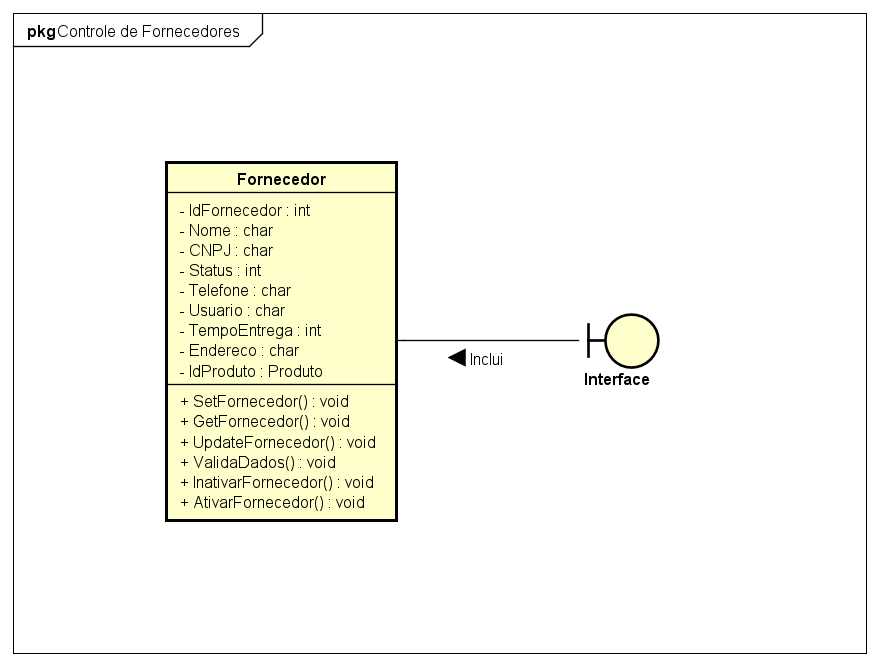 pkg Controle de Fornecedores
Fornecedor
- IdFornecedor : int
- Nome : char
- CNPJ : char
- Status : int
- Telefone : char
- Usuario : char
- TempoEntrega : int
- Endereco : char
- IdProduto : Produto
+ SetFornecedor() : void
+ GetFornecedor() : void
+ UpdateFornecedor() : void
+ ValidaDados() : void
+ InativarFornecedor() : void
+ AtivarFornecedor() : void
Inclui
Interface